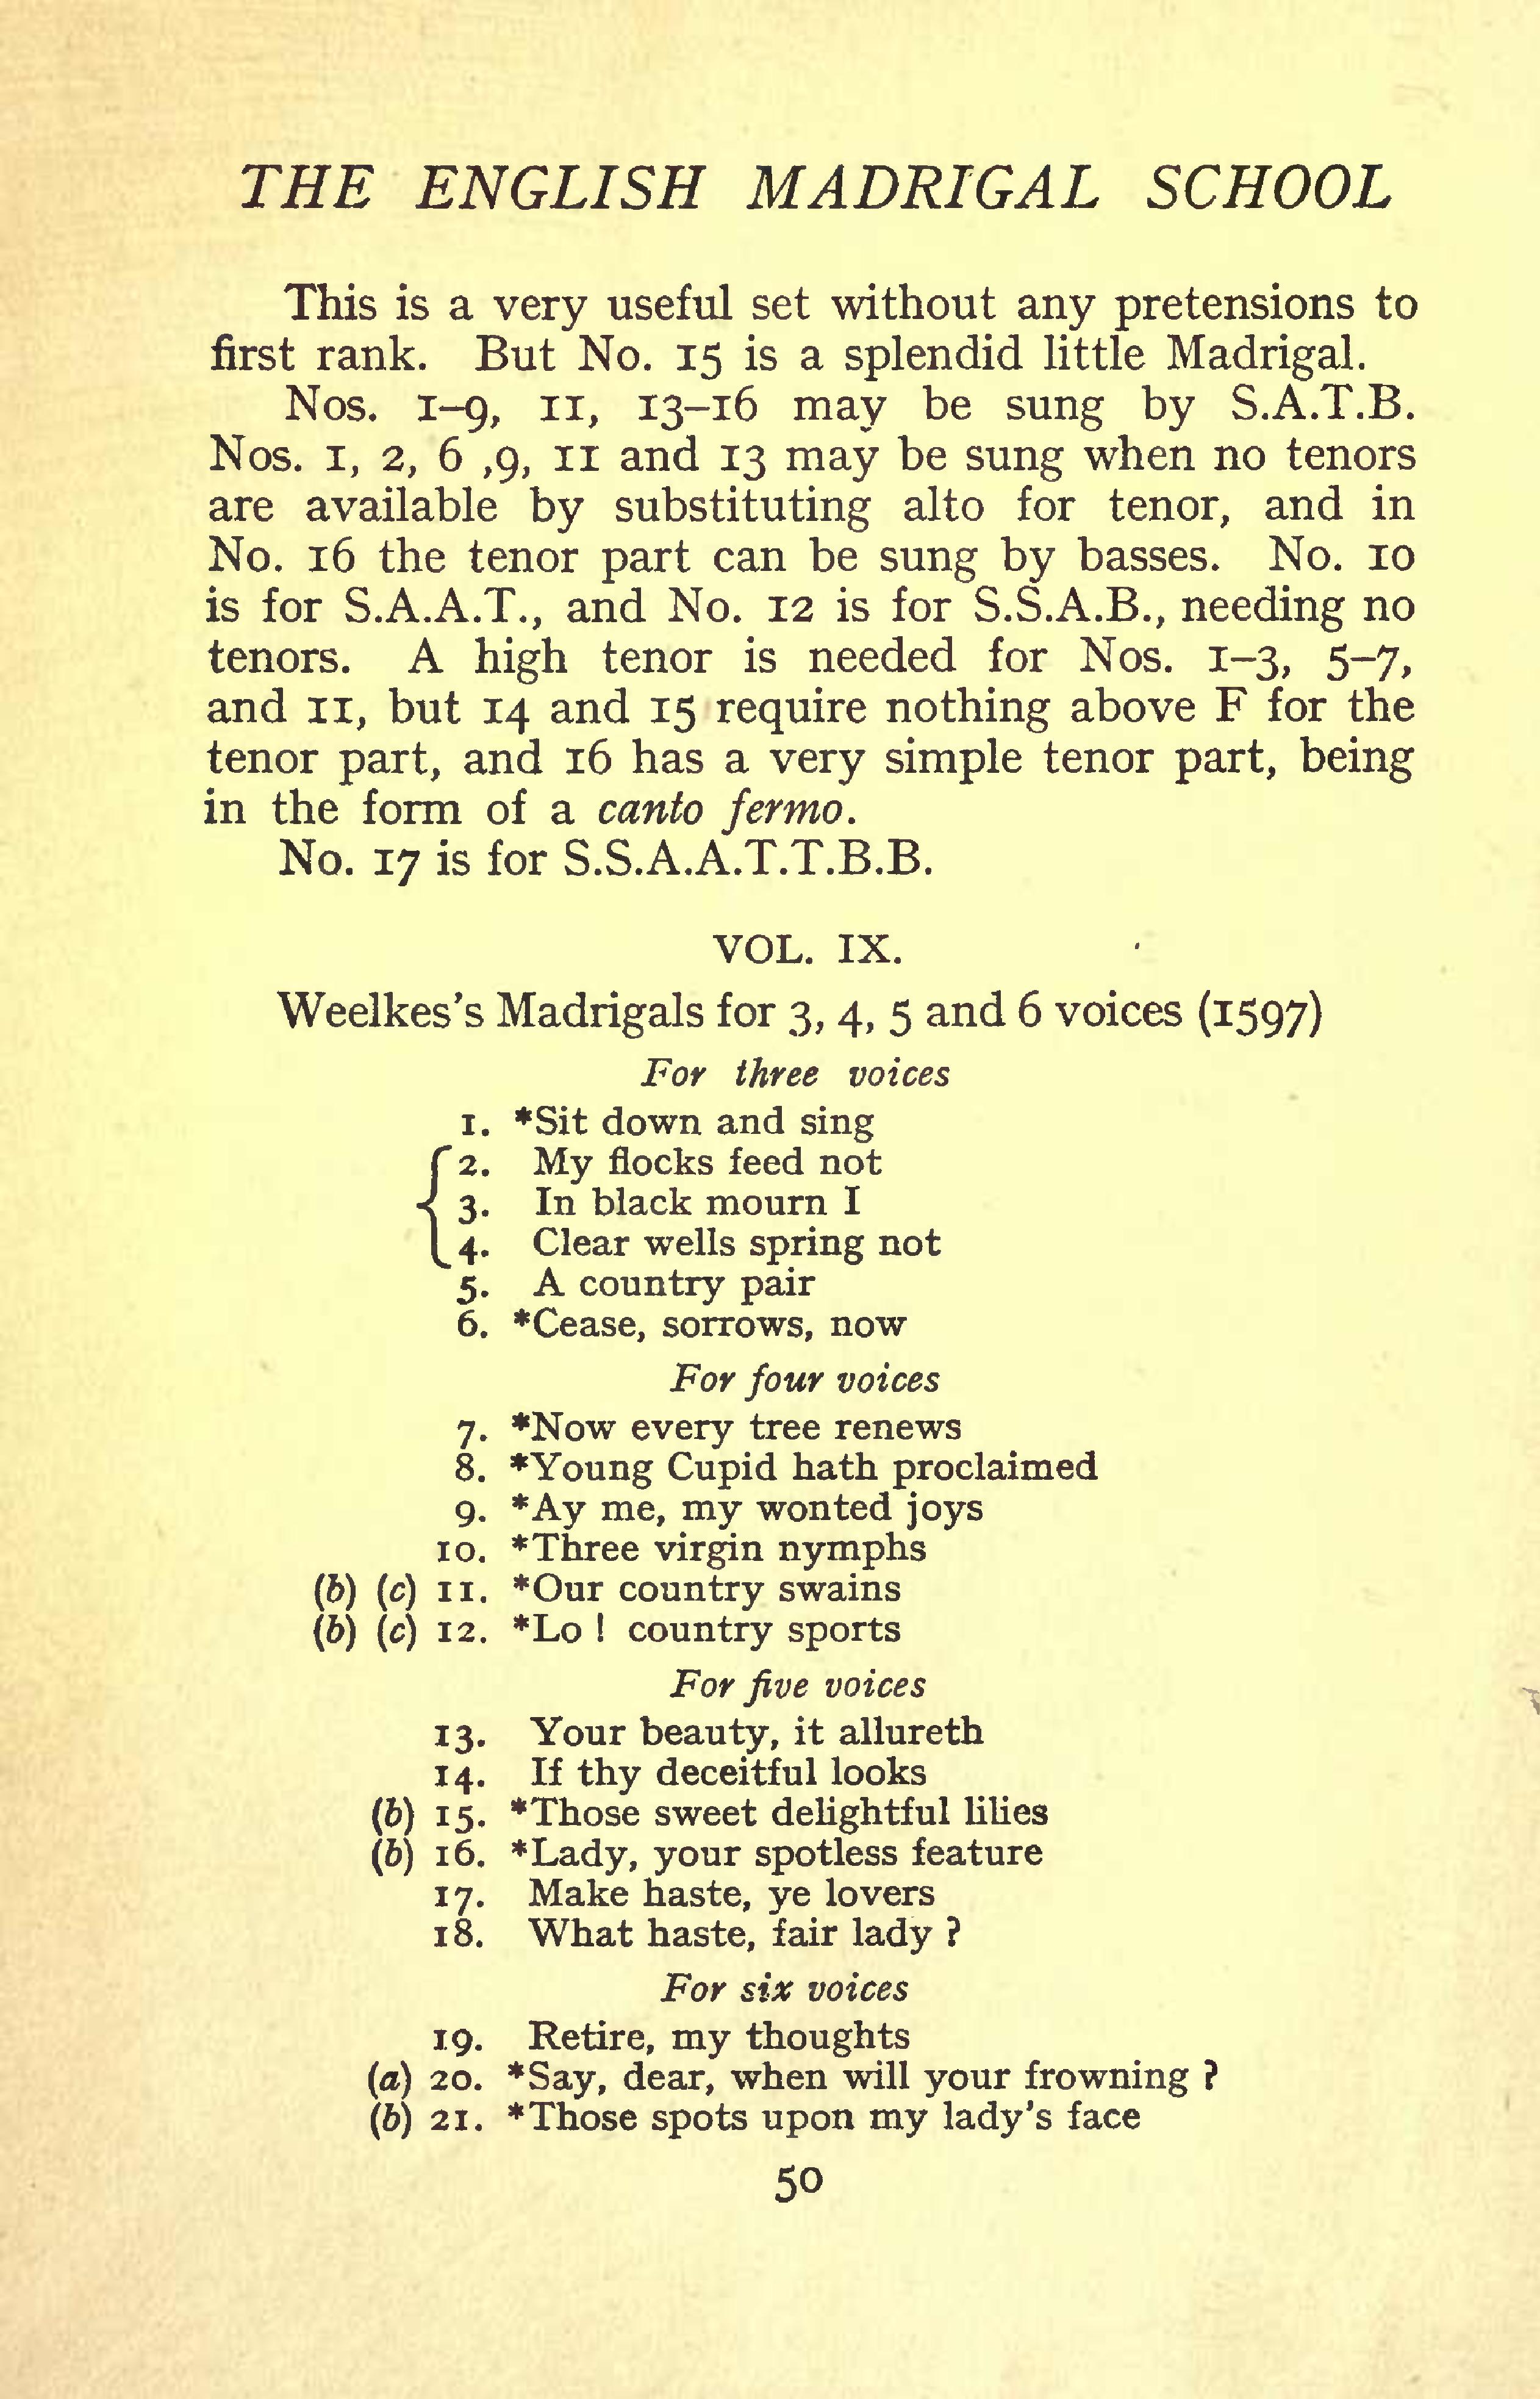 THE ENGLISH MADRIGAL SCHOOL
This is a very useful set without any pretensions to
first rank. But No. 15 is a splendid little Madrigal.
Nos. 1–9, 11, 13–16 may be sung by S.A.T.B.
Nos. 1, 2, 6 ,9, 11 and 13 may be sung when no tenors
are available by substituting alto for tenor, and in
No. 16 the tenor part can be sung by basses. No. 10
is for S.A.A.T., and No. 12 is for S.S.A.B., needing no
tenors. A high tenor is needed for Nos. 1–3, 5–7,
and 11, but 14 and 15 require nothing above F for the
tenor part, and 16 has a very simple tenor part, being
in the form of a canto fermo.
No. 17 is for S.S.A.A.T.T.B.B.
VOL. IX.
Weelkes's Madrigals for 3, 4, 5 and 6 voices (1597)
For three voices
1. *Sit down and sing
2. My flocks feed not
3. In black mourn I
4. Clear wells spring not
5. A country pair
6. *Cease, sorrows, now
For four voices
7. *Now every tree renews
8. *Young Cupid hath proclaimed
9. *Ay me, my wonted joys
10. *Three virgin nymphs
(b) (c) 11. *Our country swains
(b) (c) 12. *Lo ! country sports
For five voices
13. Your beauty, it allureth
14. If thy deceitful looks
(b) 15. *Those sweet delightful lilies
(b) 16. *Lady, your spotless feature
17. Make haste, ye lovers
18. What haste, fair lady ?
For six voices
19. Retire, my thoughts
(a) 20. *Say, dear, when will your frowning ?
(b) 21. *Those spots upon my lady's face
50